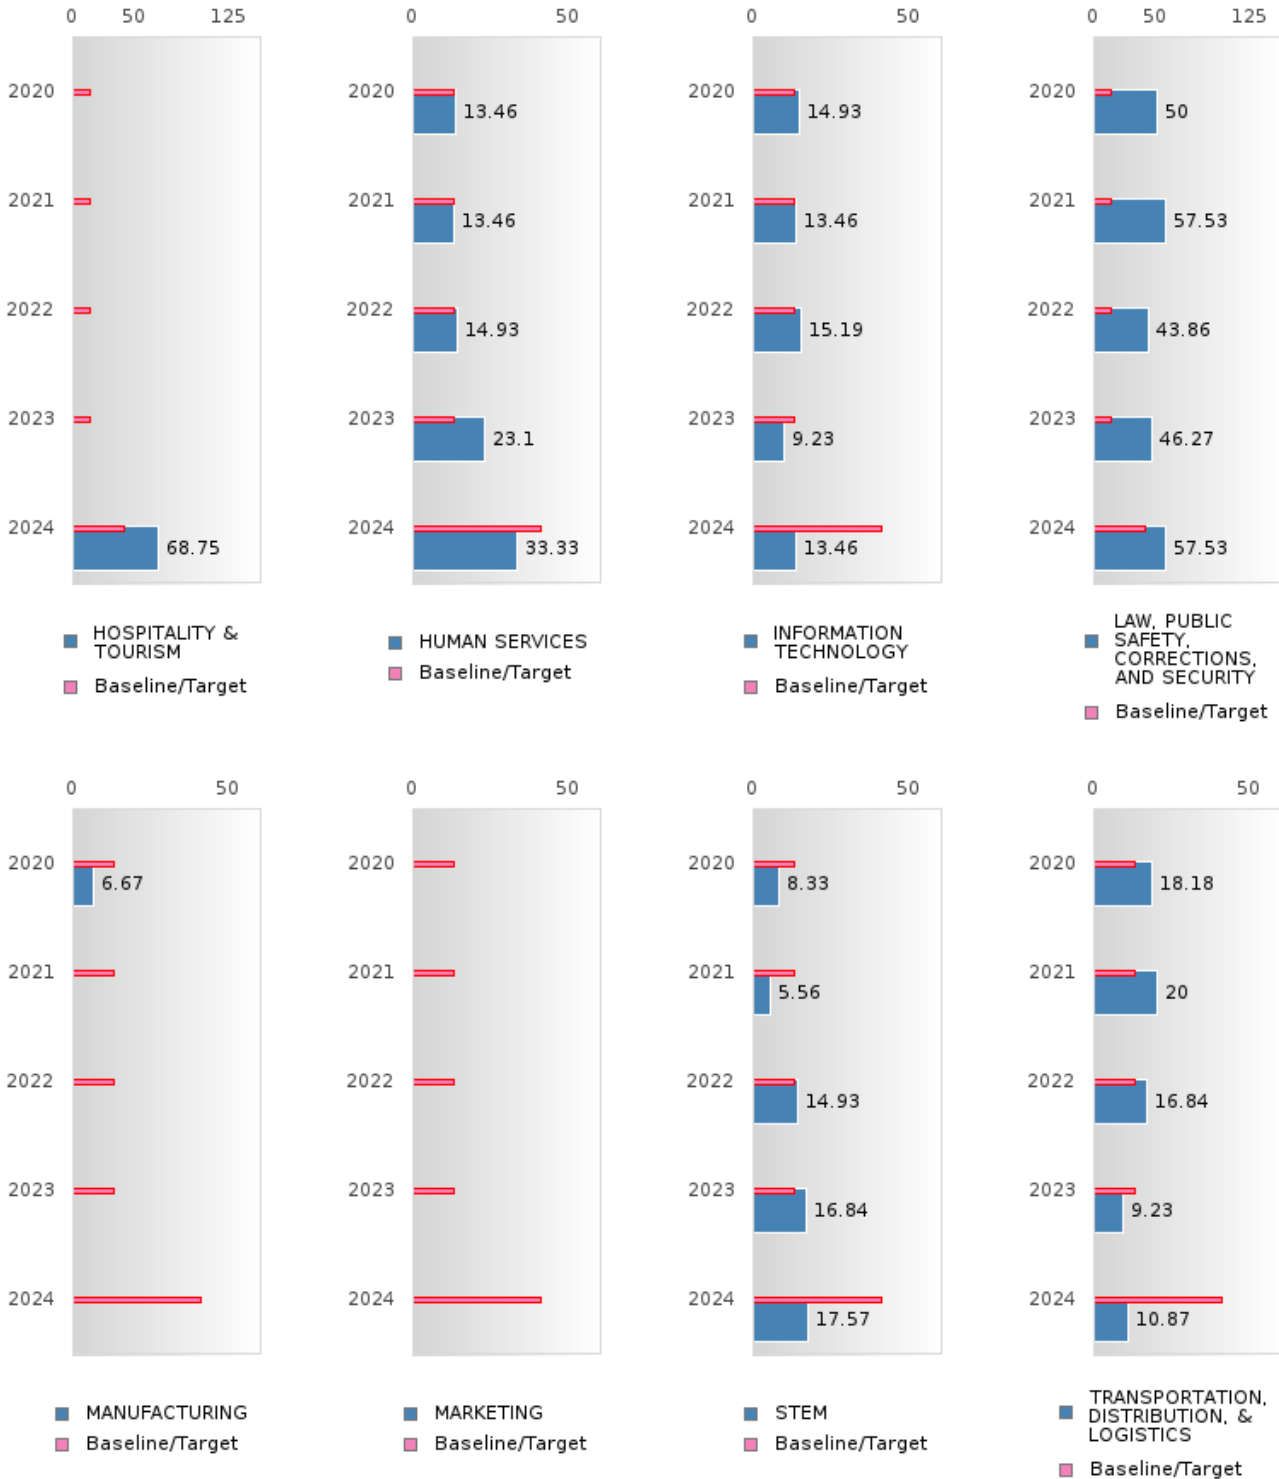 0 50 125
2020
2021
2022
2023
2024
68.75
HOSPITALITY &
TOURISM
Baseline/Target
0 50
2020
13.46
2021
13.46
2022
14.93
2023
23.1
2024
33.33
HUMAN SERVICES
Baseline/Target
0 50
2020
14.93
2021
13.46
2022
15.19
2023
9.23
2024
13.46
INFORMATION
TECHNOLOGY
Baseline/Target
0 50 125
2020
50
2021
57.53
2022
43.86
2023
46.27
2024
57.53
LAW, PUBLIC
SAFETY,
CORRECTIONS,
AND SECURITY
Baseline/Target
0 50
2020
6.67
2021
2022
2023
2024
MANUFACTURING
Baseline/Target
0 50
2020
2021
2022
2023
2024
MARKETING
Baseline/Target
0 50
2020
8.33
2021
5.56
2022
14.93
2023
16.84
2024
17.57
STEM
Baseline/Target
0 50
2020
18.18
2021
20
2022
16.84
2023
9.23
2024
10.87
TRANSPORTATION,
DISTRIBUTION, &
LOGISTICS
Baseline/Target